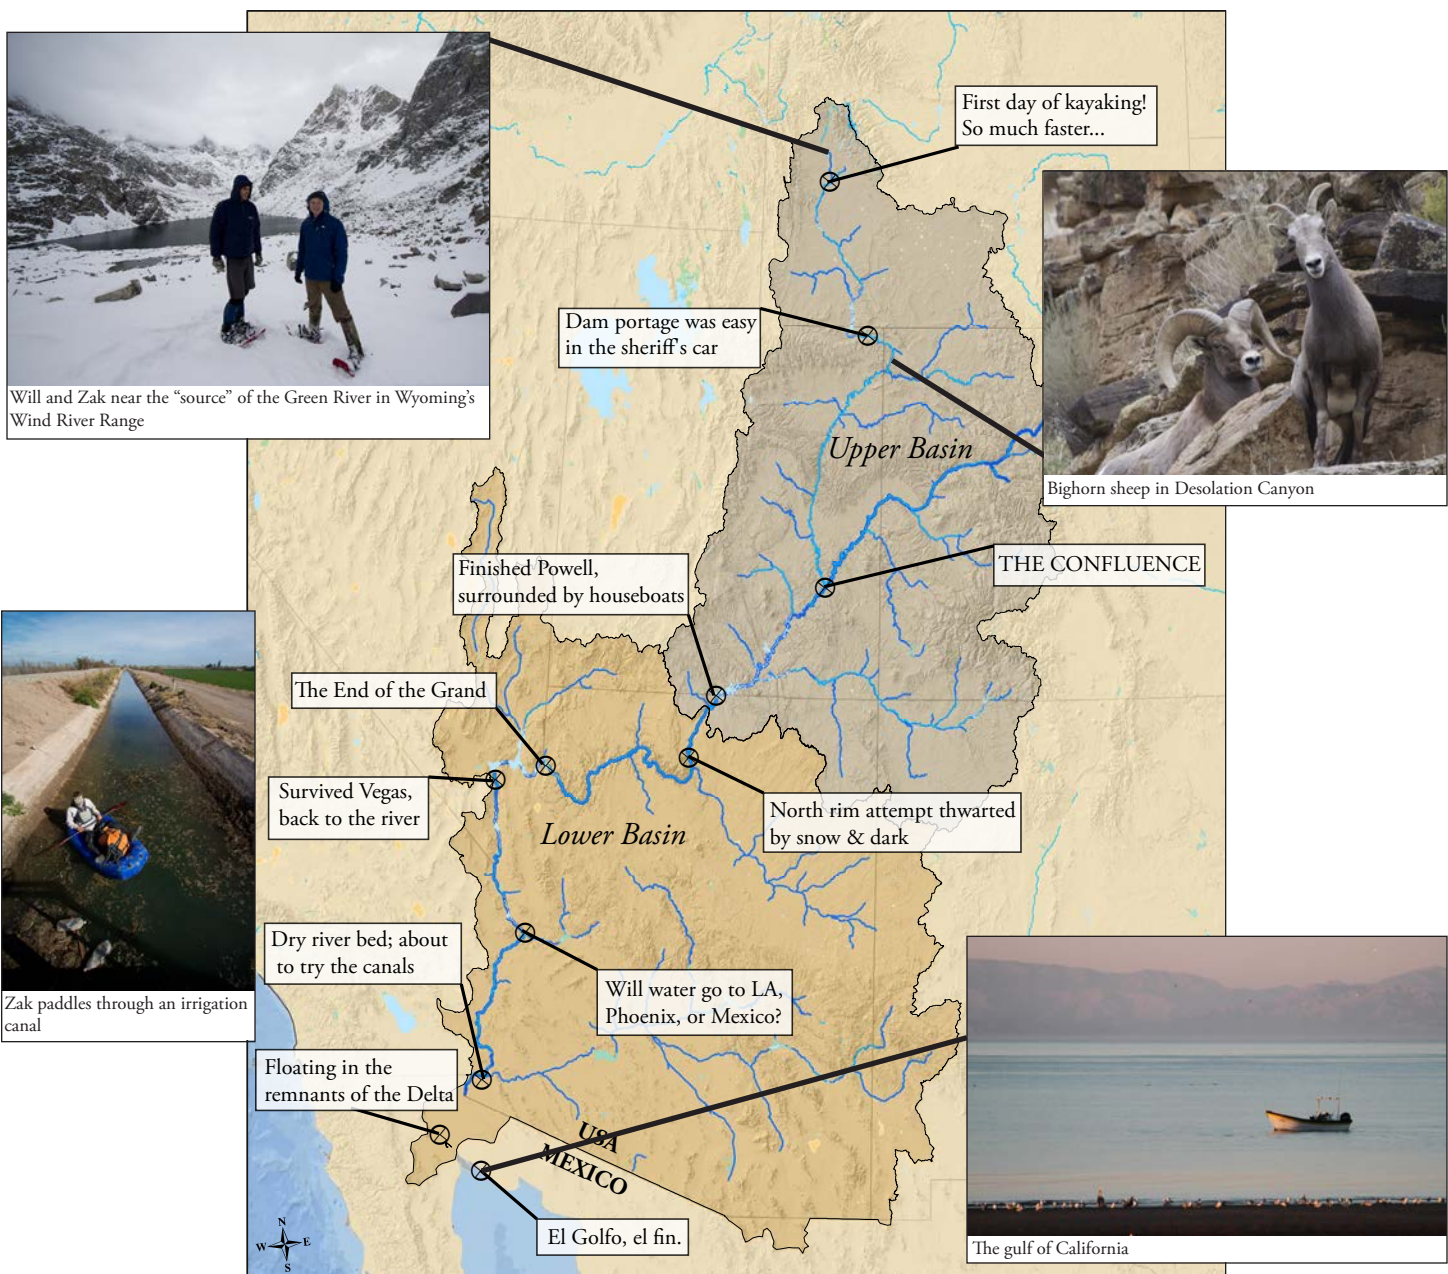 First day of kayaking!
So much faster...
Will and Zak near the “source” of the Green River in Wyoming’s
Wind River Range
Dam portage was easy
in the sheriff’s car
Upper Basin
Bighorn sheep in Desolation Canyon
THE CONFLUENCE
Finished Powell,
surrounded by houseboats
The End of the Grand
Survived Vegas,
back to the river
North rim attempt thwarted
by snow & dark
Lower Basin
Zak paddles through an irrigation
canal
Dry river bed; about
to try the canals
Will water go to LA,
Phoenix, or Mexico?
Floating in the
remnants of the Delta
USA
MEXICO
El Golfo, el fin.
The gulf of California
N
W E
S